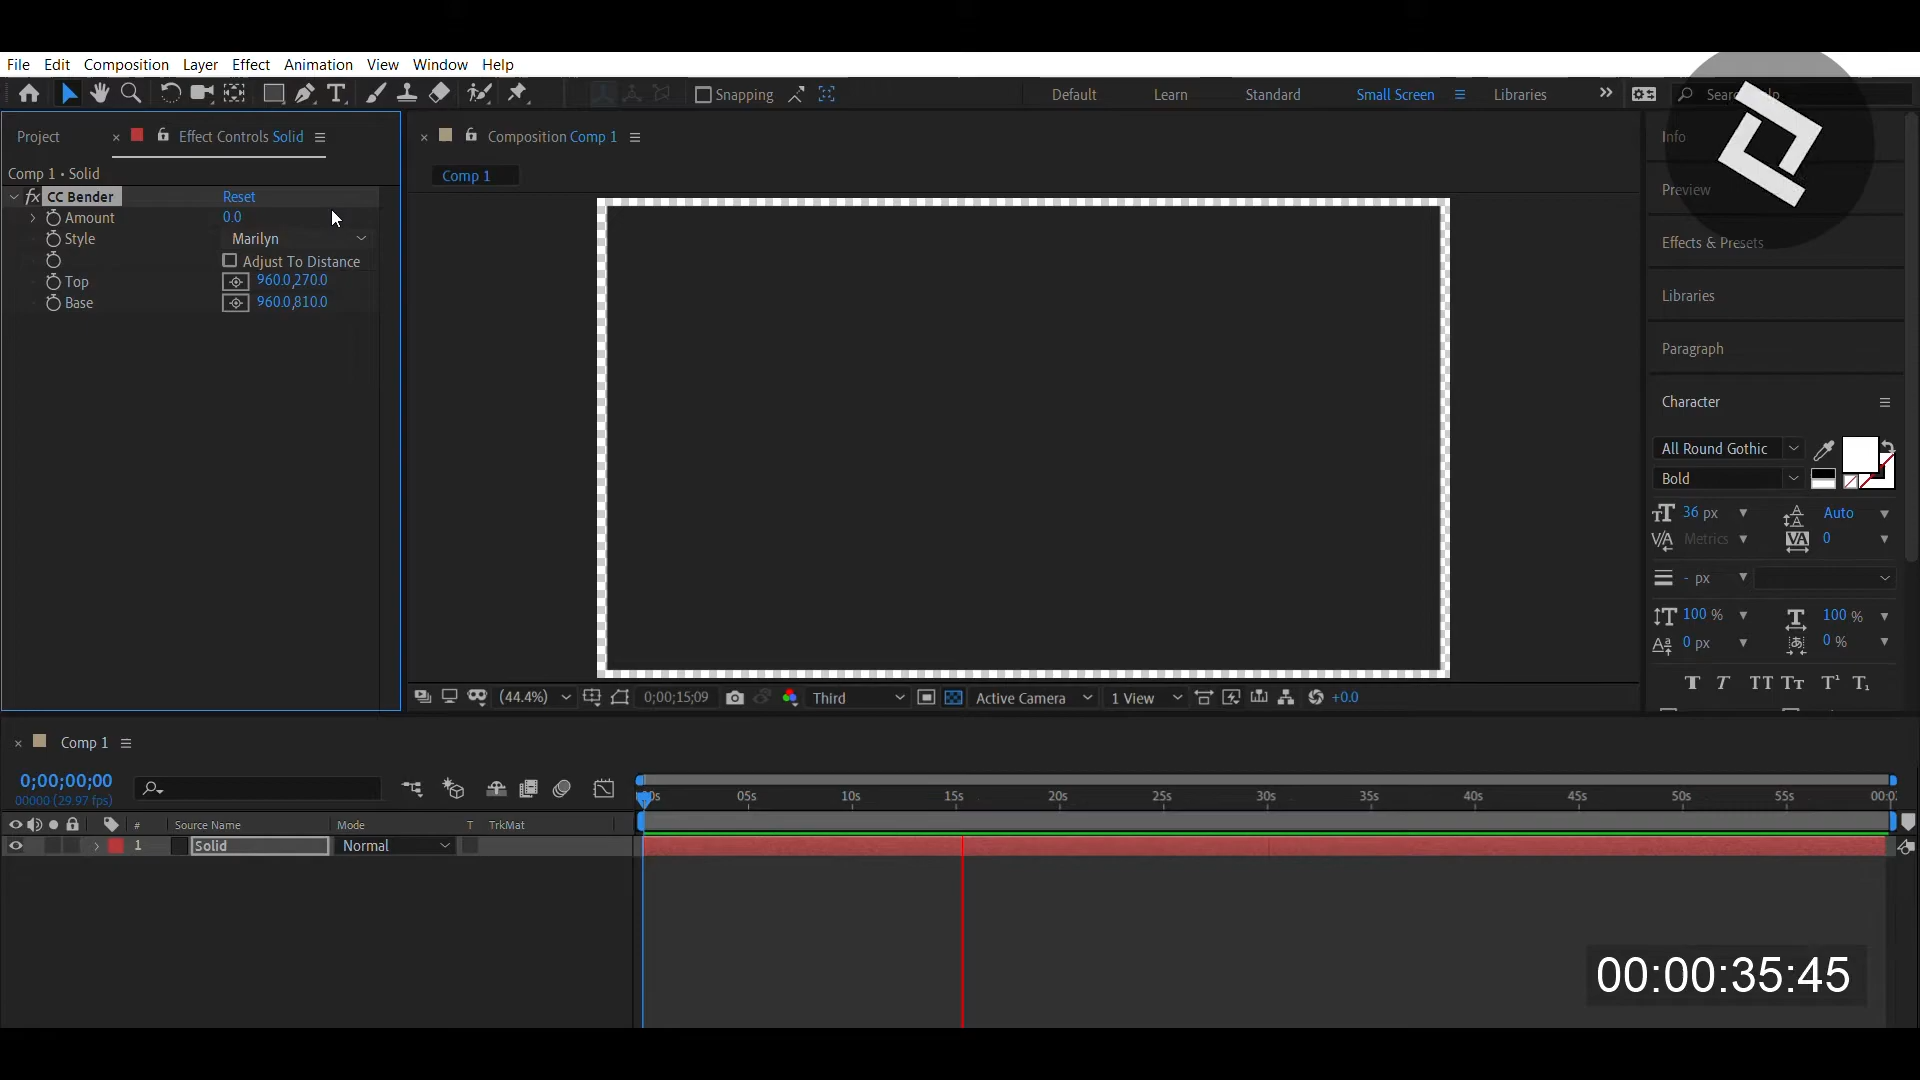 File Edit Composition Layer Effect Animation View Window Help
Snapping Default Learn Standard Small Screen Libraries
Project Effect Controls Solid Composition Comp 1 Info
Comp 1 • Solid
Comp 1
Preview
fx CC Bender Reset
Amount 0.0
Style Marilyn
Adjust To Distance
Top 960.0,270.0
Base 960.0,810.0
Effects & Presets
Libraries
Paragraph
Character
All Round Gothic
Bold
36 px Auto
Metrics 0
- px
100 % 100 %
0 px 0 %
(44.4%) 0;00;15;09 Third Active Camera 1 View +0.0
Comp 1
0;00;00;00
00000 (29.97 fps)
05s 10s 15s 20s 25s 30s 35s 40s 45s 50s 55s
# Source Name Mode T TrkMat
1 Solid Normal
00:00:35:45